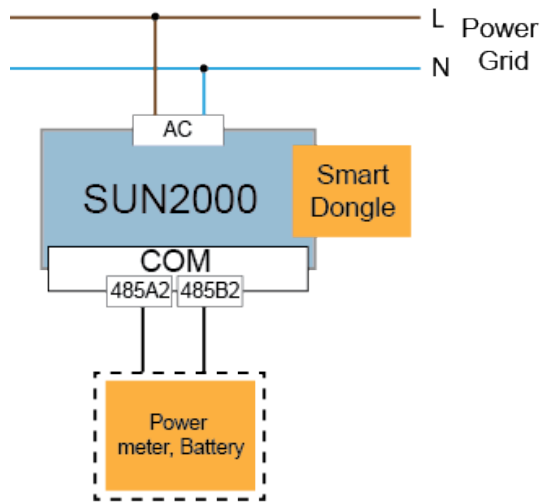 L
Power
Grid
N
AC
SUN2000
Smart
Dongle
COM
485A2
485B2
Power
meter, Battery